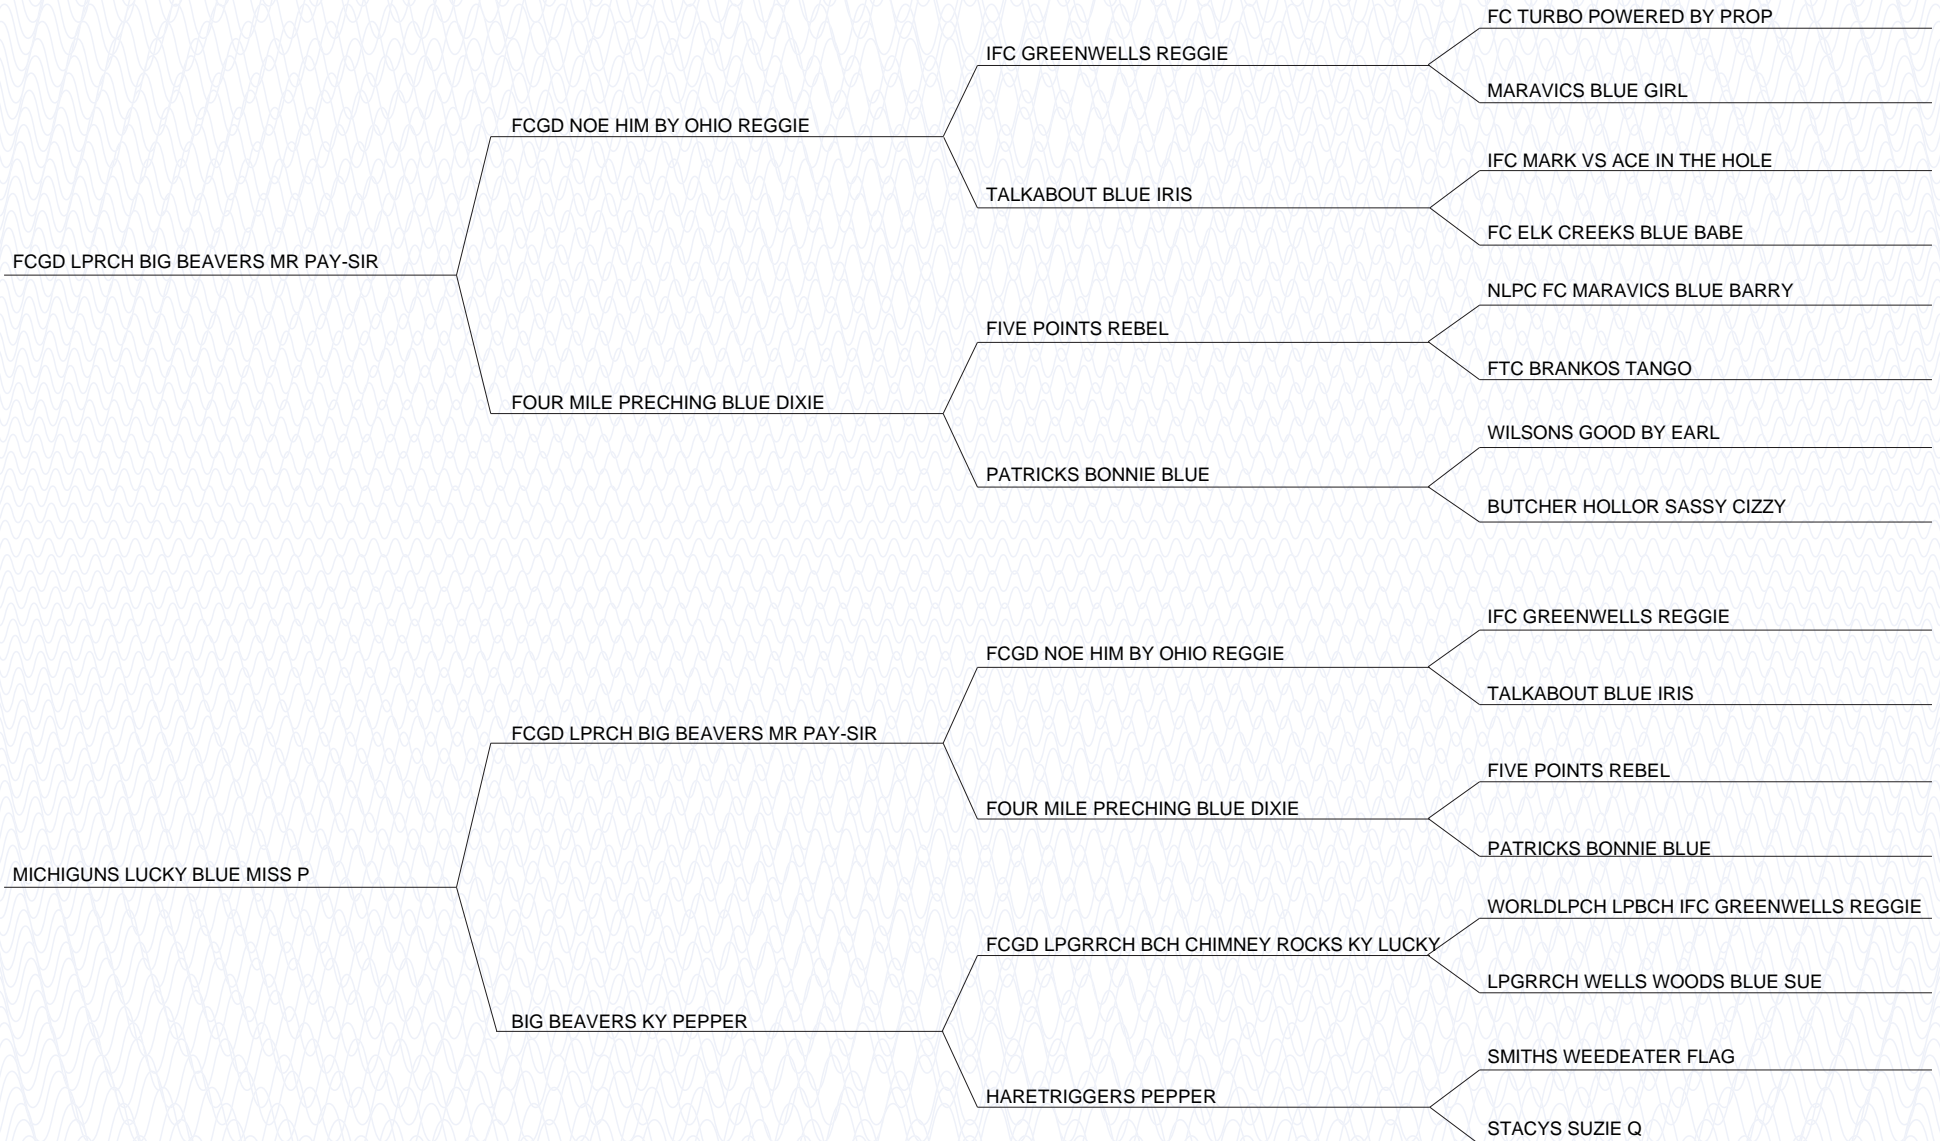 FC TURBO POWERED BY PROP
IFC GREENWELLS REGGIE
MARAVICS BLUE GIRL
FCGD NOE HIM BY OHIO REGGIE
IFC MARK VS ACE IN THE HOLE
TALKABOUT BLUE IRIS
FC ELK CREEKS BLUE BABE
FCGD LPRCH BIG BEAVERS MR PAY-SIR
NLPC FC MARAVICS BLUE BARRY
FIVE POINTS REBEL
FTC BRANKOS TANGO
FOUR MILE PRECHING BLUE DIXIE
WILSONS GOOD BY EARL
PATRICKS BONNIE BLUE
BUTCHER HOLLOR SASSY CIZZY
IFC GREENWELLS REGGIE
FCGD NOE HIM BY OHIO REGGIE
TALKABOUT BLUE IRIS
FCGD LPRCH BIG BEAVERS MR PAY-SIR
FIVE POINTS REBEL
FOUR MILE PRECHING BLUE DIXIE
PATRICKS BONNIE BLUE
MICHIGUNS LUCKY BLUE MISS P
WORLDLPCH LPBCH IFC GREENWELLS REGGIE
FCGD LPGRRCH BCH CHIMNEY ROCKS KY LUCKY
LPGRRCH WELLS WOODS BLUE SUE
BIG BEAVERS KY PEPPER
SMITHS WEEDEATER FLAG
HARETRIGGERS PEPPER
STACYS SUZIE Q